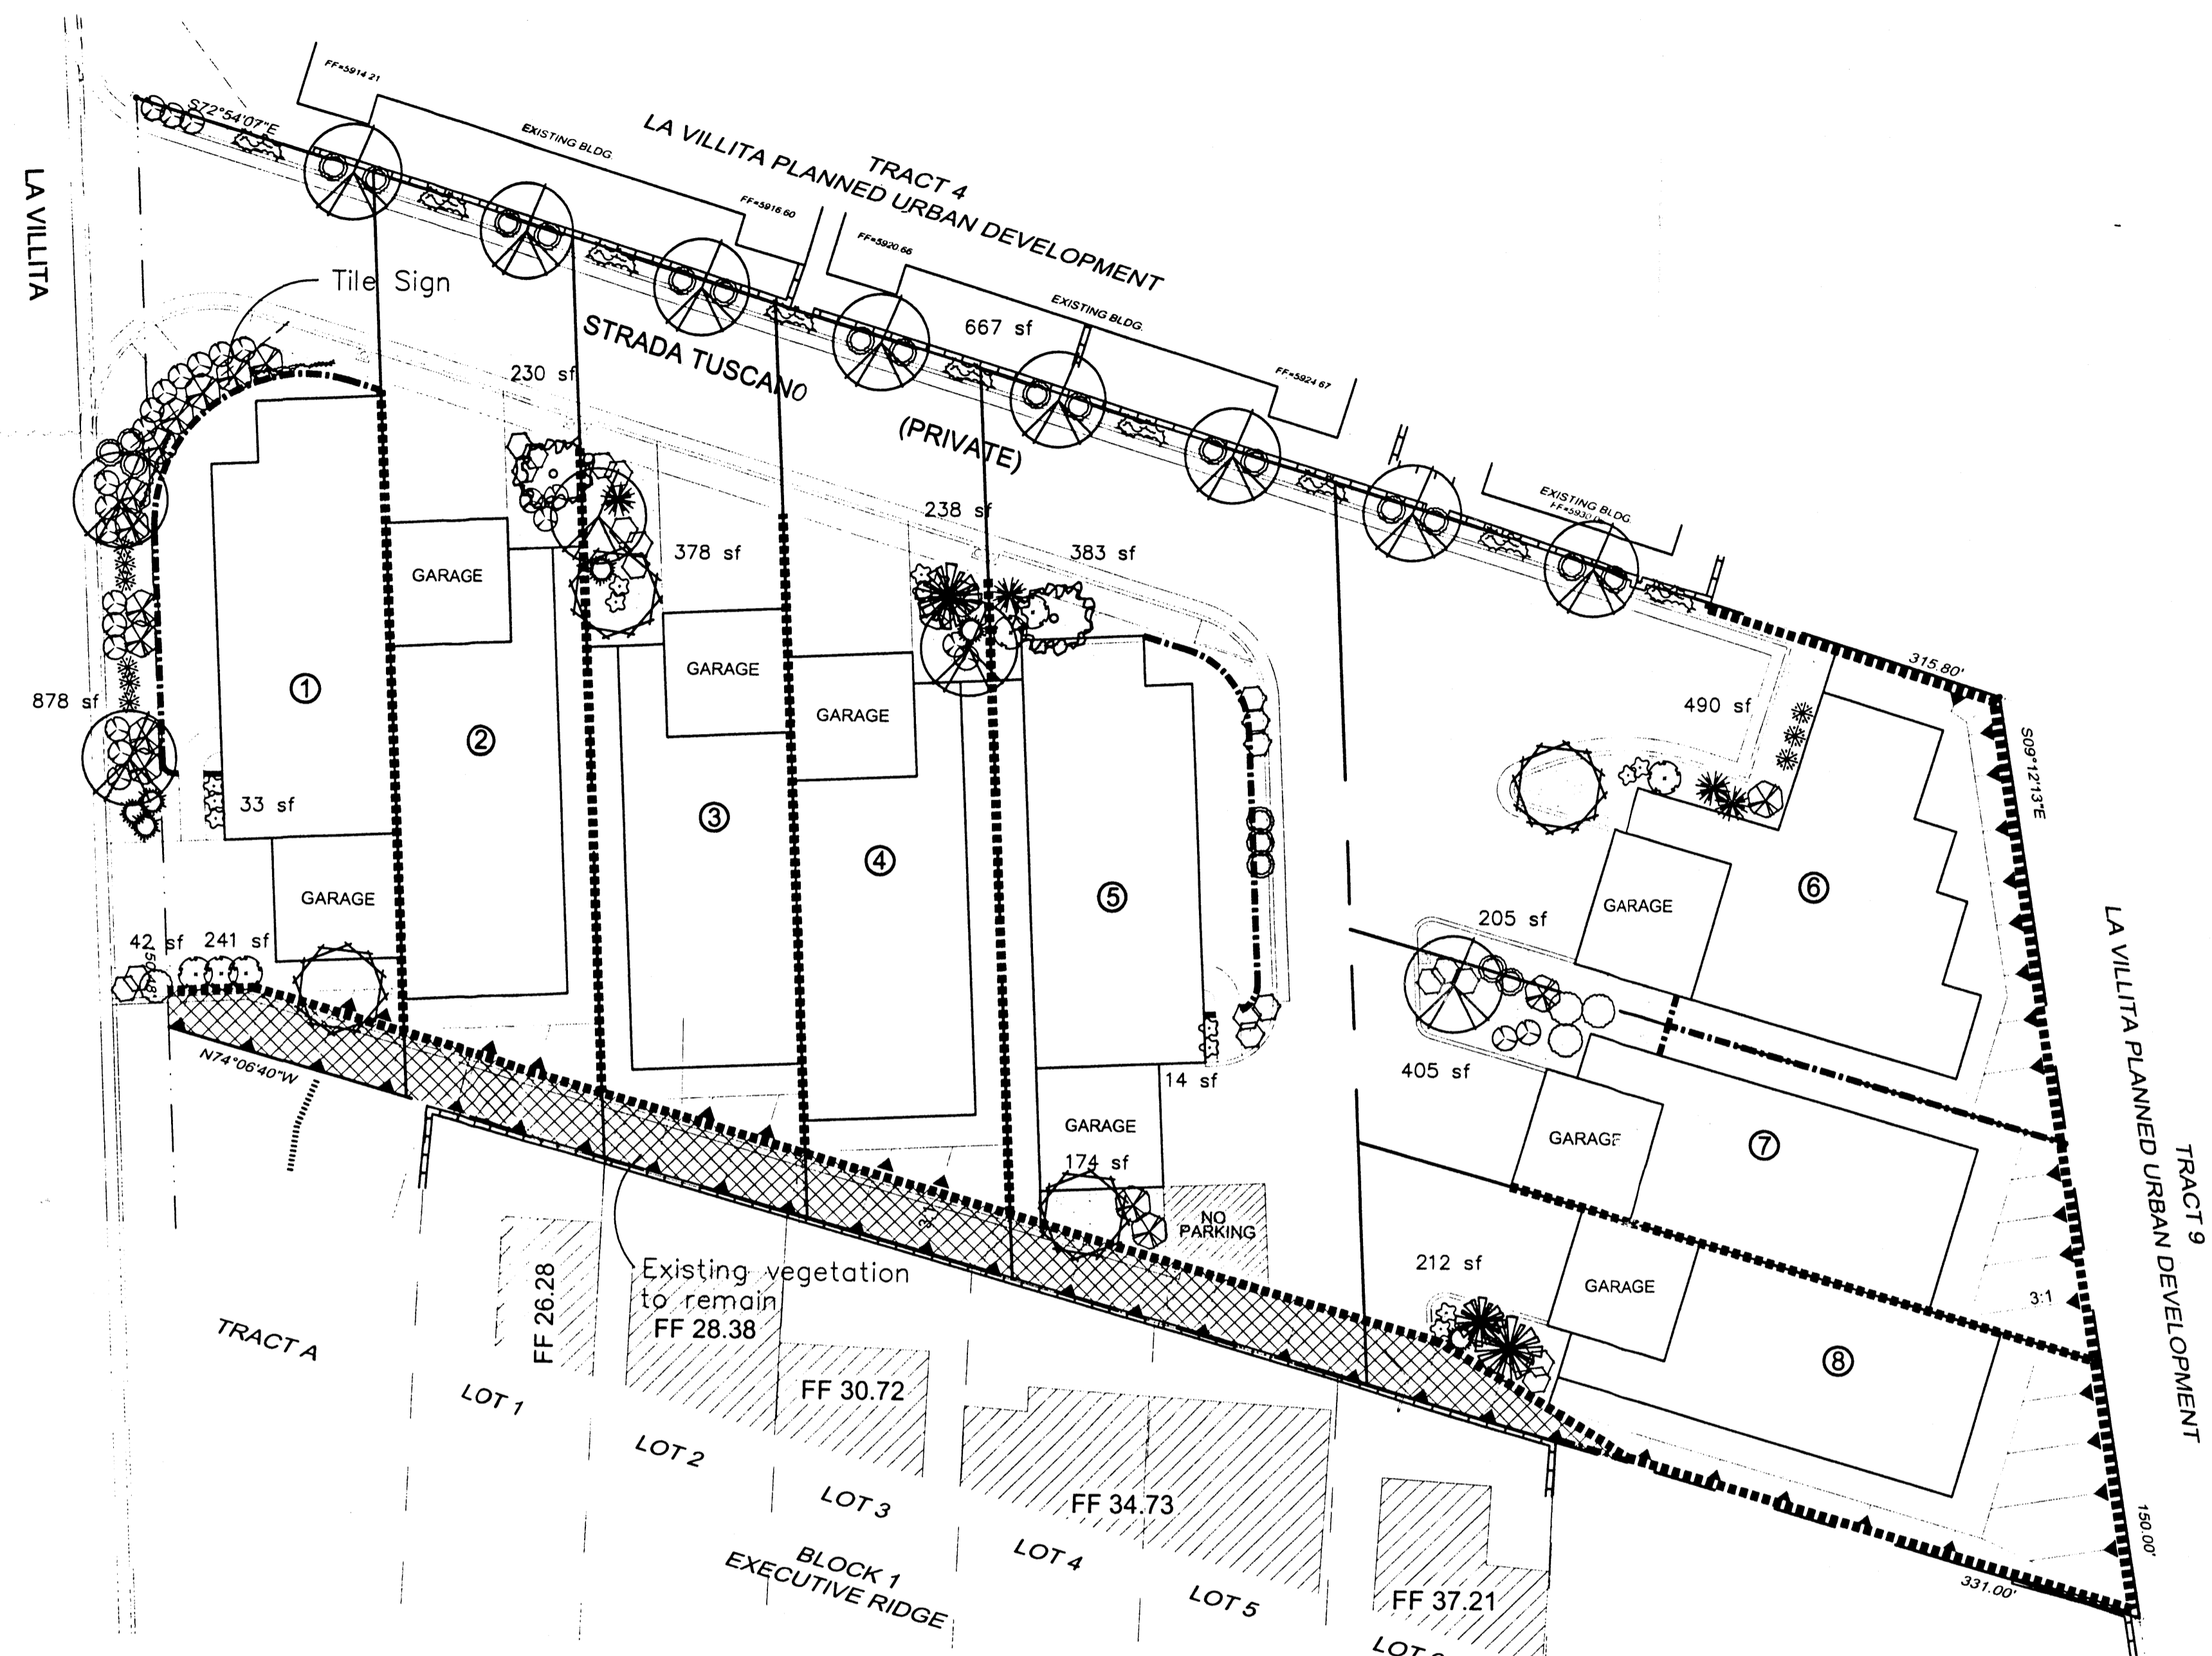 FF=5914.21
S72°54'07"E
EXISTING BLDG.
LA VILLITA
TRACT 4
LA VILLITA PLANNED URBAN DEVELOPMENT
FF=5916.60
FF=5920.66
Tile Sign
EXISTING BLDG.
667 sf
STRADA TUSCANO
(PRIVATE)
230 sf
FF=5924.67
EXISTING BLDG.
238 sf
378 sf
383 sf
GARAGE
GARAGE
GARAGE
315.80'
490 sf
S09°12'13"E
878 sf
1
2
33 sf
3
4
5
6
GARAGE
GARAGE
205 sf
42 sf
241 sf
LA VILLITA PLANNED URBAN DEVELOPMENT
TRACT 9
N74°06'40"W
14 sf
405 sf
GARAGE
174 sf
GARAGE
7
NO
PARKING
212 sf
GARAGE
3:1
8
Existing vegetation
to remain
FF 26.28
FF 28.38
TRACT A
LOT 1
FF 30.72
LOT 2
LOT 3
FF 34.73
LOT 4
BLOCK 1
EXECUTIVE RIDGE
LOT 5
FF 37.21
150.00'
331.00'